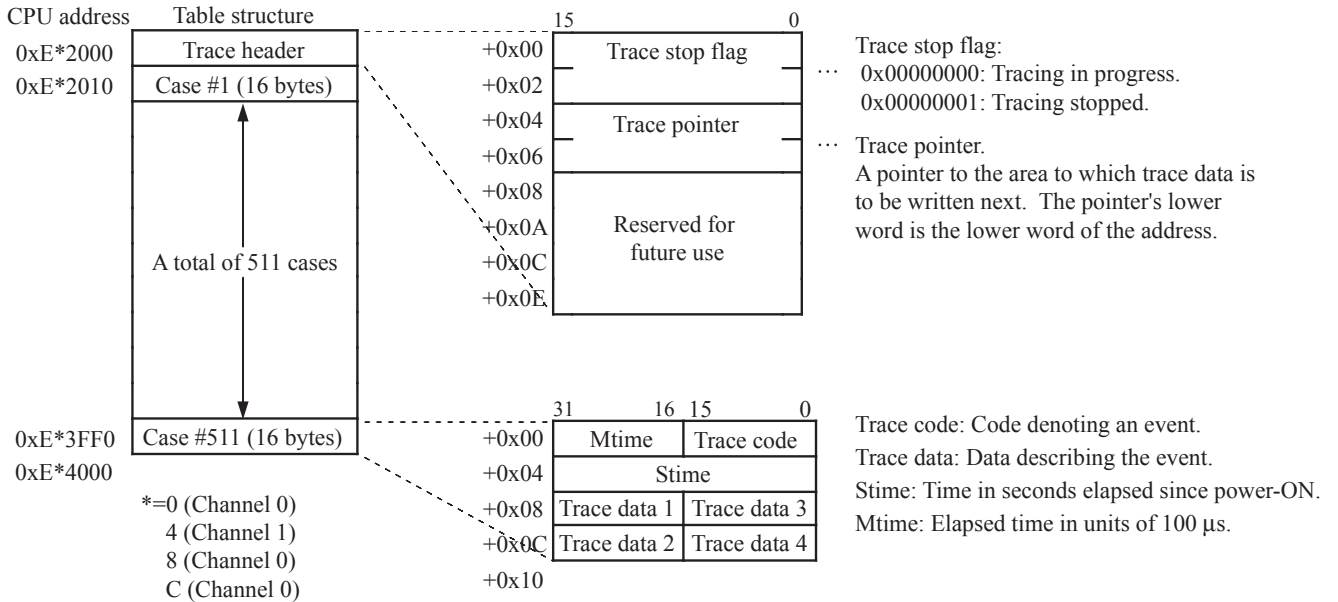 CPU address
Table structure
0xE*2000
Trace header
0xE*2010
Case #1 (16 bytes)
A total of 511 cases
0xE*3FF0
Case #511 (16 bytes)
0xE*4000
*=0 (Channel 0)
4 (Channel 1)
8 (Channel 0)
C (Channel 0)
15 0
+0x00
Trace stop flag
+0x02
+0x04
Trace pointer
+0x06
+0x08
+0x0A
Reserved for
future use
+0x0C
+0x0E
Trace stop flag:
··· 0x00000000: Tracing in progress.
0x00000001: Tracing stopped.
··· Trace pointer.
A pointer to the area to which trace data is
to be written next. The pointer's lower
word is the lower word of the address.
31 16 15 0
+0x00 Mtime Trace code
+0x04 Stime
+0x08 Trace data 1 Trace data 3
+0x0C Trace data 2 Trace data 4
+0x10
Trace code: Code denoting an event.
Trace data: Data describing the event.
Stime: Time in seconds elapsed since power-ON.
Mtime: Elapsed time in units of 100 μs.